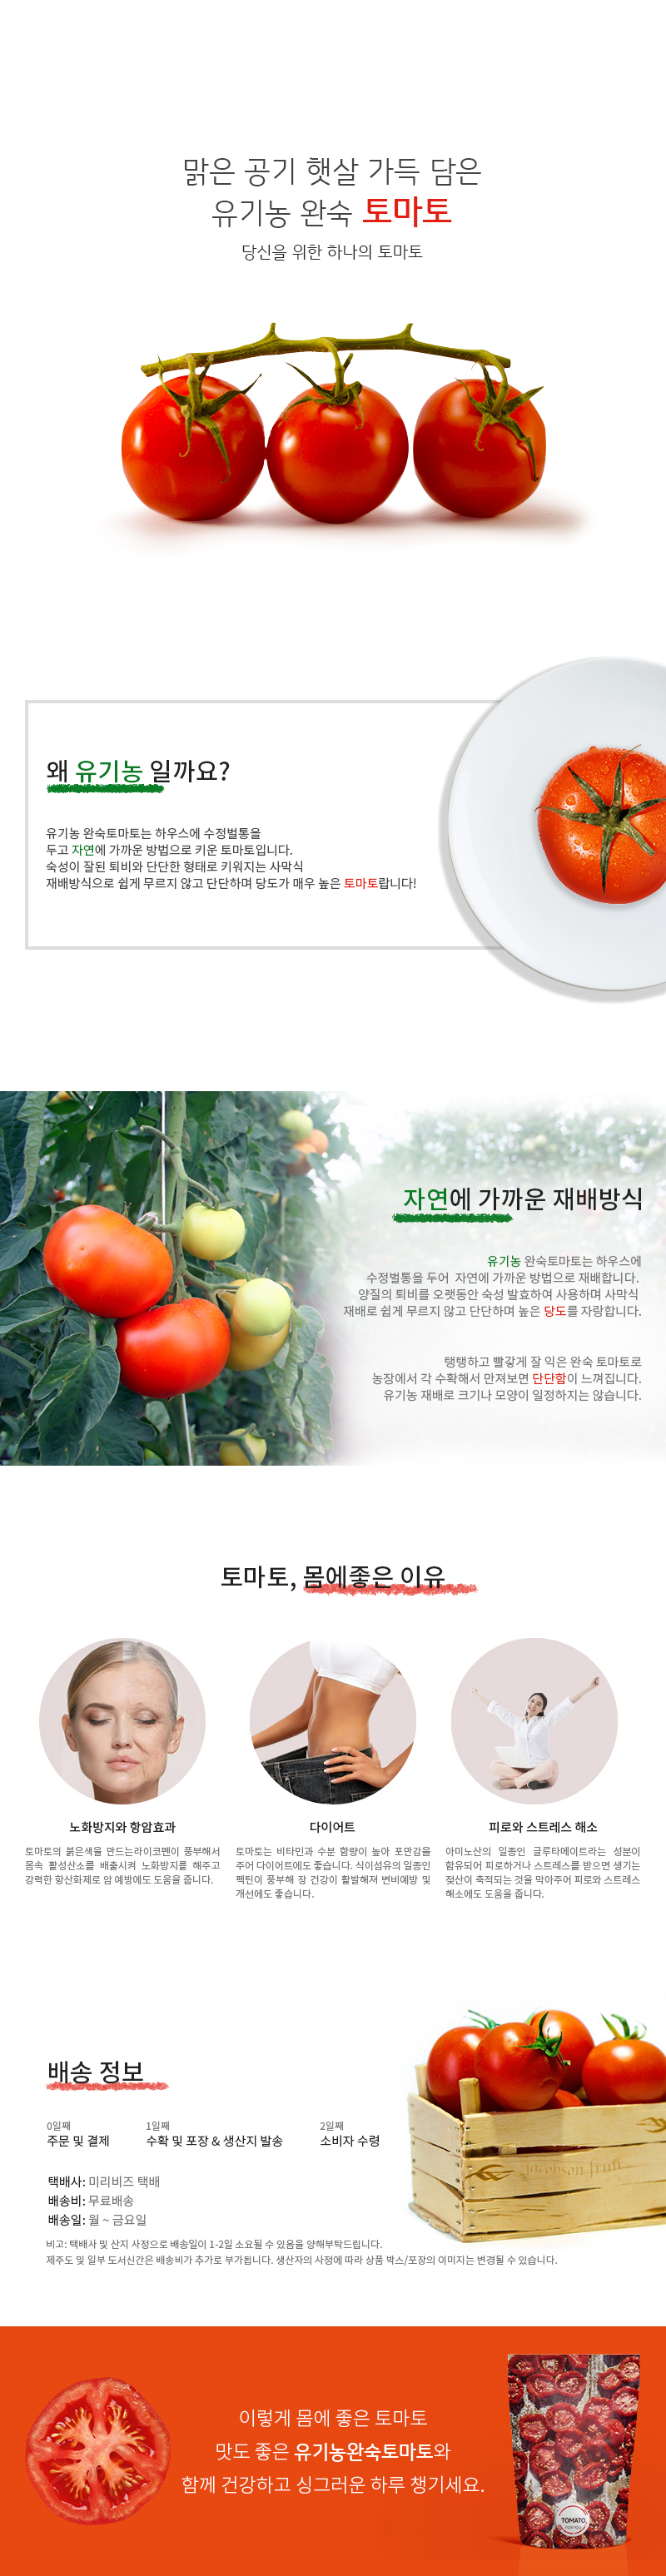 맑은 공기 햇살 가득 담은
유기농 완숙 토마토
당신을 위한 하나의 토마토
왜 유기농 일까요?
유기농 완숙토마토는 하우스에 수정벌통을
두고 자연에 가까운 방법으로 키운 토마토입니다.
숙성이 잘된 퇴비와 단단한 형태로 키워지는 사막식
재배방식으로 쉽게 무르지 않고 단단하며 당도가 매우 높은 토마토랍니다!
자연에 가까운 재배방식
유기농 완숙토마토는 하우스에
수정벌통을 두어 자연에 가까운 방법으로 재배합니다.
양질의 퇴비를 오랫동안 숙성 발효하여 사용하며 사막식
재배로 쉽게 무르지 않고 단단하며 높은 당도를 자랑합니다.
탱탱하고 빨갛게 잘 익은 완숙 토마토로
농장에서 각 수확해서 만져보면 단단함이 느껴집니다.
유기농 재배로 크기나 모양이 일정하지는 않습니다.
토마토, 몸에좋은 이유
노화방지와 항암효과
토마토의 붉은색을 만드는라이코펜이 풍부해서
몸속 활성산소를 배출시켜 노화방지를 해주고
강력한 항산화제로 암 예방에도 도움을 줍니다.
다이어트
토마토는 비타민과 수분 함량이 높아 포만감을
주어 다이어트에도 좋습니다. 식이섬유의 일종인
펙틴이 풍부해 장 건강이 활발해져 변비예방 및
개선에도 좋습니다.
피로와 스트레스 해소
아미노산의 일종인 글루타메이트라는 성분이
함유되어 피로하거나 스트레스를 받으면 생기는
젖산이 축적되는 것을 막아주어 피로와 스트레스
해소에도 도움을 줍니다.
배송 정보
0일째
주문 및 결제
1일째
수확 및 포장 & 생산지 발송
2일째
소비자 수령
택배사: 미리비즈 택배
배송비: 무료배송
배송일: 월 ~ 금요일
비고: 택배사 및 산지 사정으로 배송일이 1-2일 소요될 수 있음을 양해부탁드립니다.
제주도 및 일부 도서신간은 배송비가 추가로 부가됩니다. 생산자의 사정에 따라 상품 박스/포장의 이미지는 변경될 수 있습니다.
Jacobson fruit
이렇게 몸에 좋은 토마토
맛도 좋은 유기농완숙토마토와
함께 건강하고 싱그러운 하루 챙기세요.
TOMATO
FOR YOU